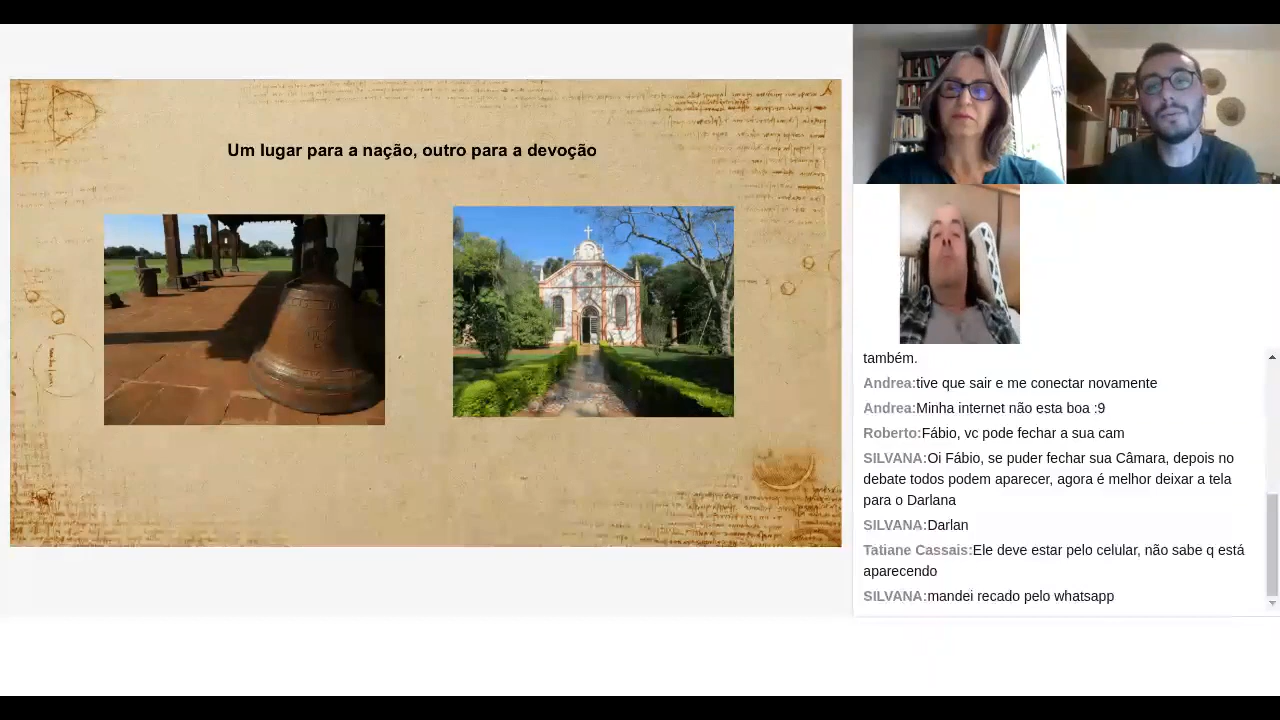 Um lugar para a nação, outro para a devoção
também.
Andrea:tive que sair e me conectar novamente
Andrea:Minha internet não esta boa :9
Roberto:Fábio, vc pode fechar a sua cam
SILVANA:Oi Fábio, se puder fechar sua Câmara, depois no
debate todos podem aparecer, agora é melhor deixar a tela
para o Darlana
SILVANA:Darlan
Tatiane Cassais:Ele deve estar pelo celular, não sabe q está
aparecendo
SILVANA:mandei recado pelo whatsapp